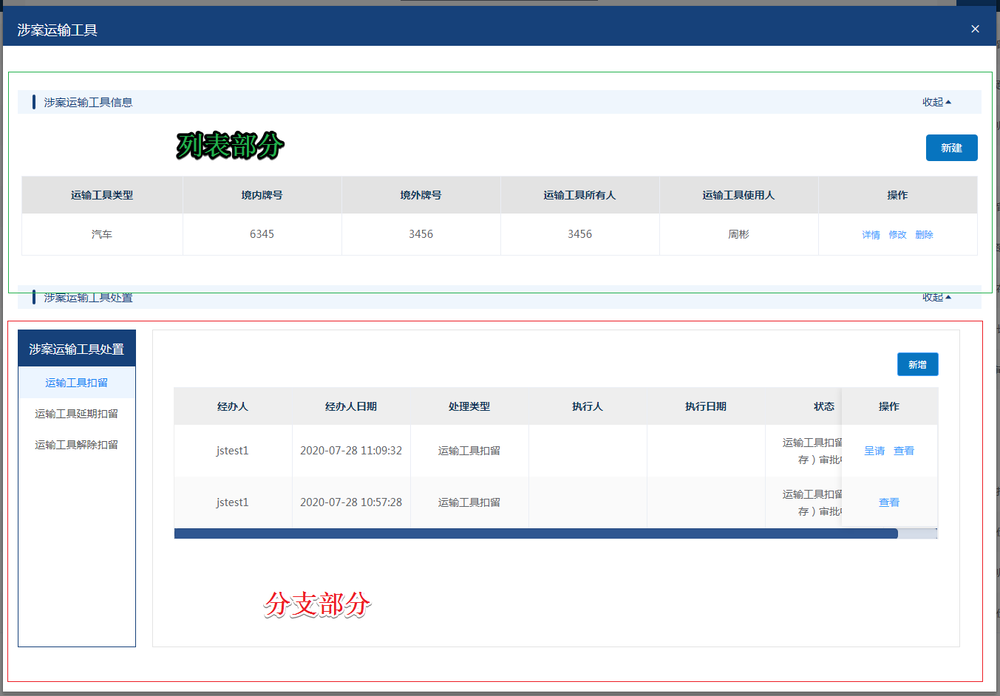 涉案运输工具 ×
涉案运输工具信息 收起
列表部分
新建
运输工具类型 境内牌号 境外牌号 运输工具所有人 运输工具使用人 操作
汽车 6345 3456 3456 周彬 详情 修改 删除
涉案运输工具处置 收起
涉案运输工具处置
运输工具扣留
运输工具延期扣留
运输工具解除扣留
新增
经办人 经办人日期 处理类型 执行人 执行日期 状态 操作
jstest1 2020-07-28 11:09:32 运输工具扣留 运输工具扣留 呈请 查看
存）审批
jstest1 2020-07-28 10:57:28 运输工具扣留 运输工具扣留 查看
存）审批
分支部分